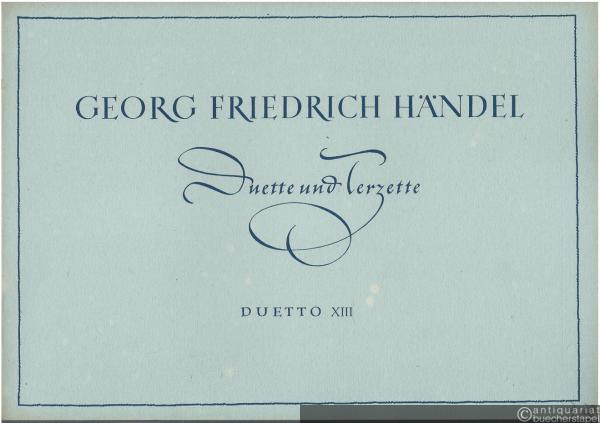 GEORG FRIEDRICH HÄNDEL
Duette und Terzette
DUETTO XIII
© antiquariat
buecherstapel